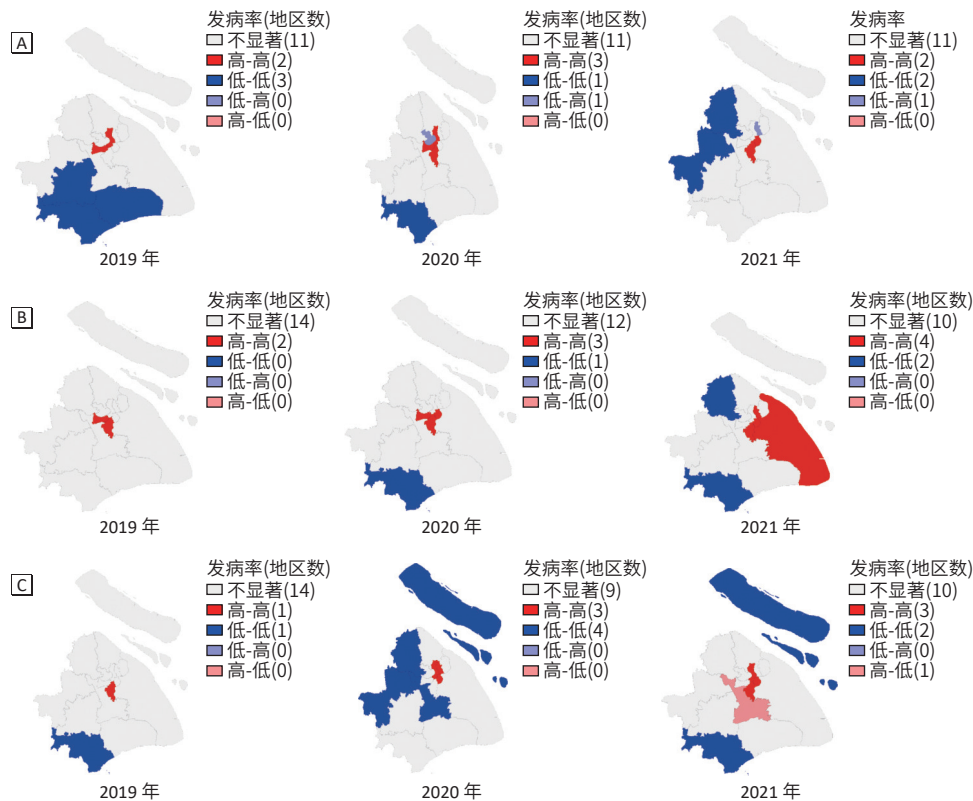 A
发病率(地区数)
不显著(11)
高-高(2)
低-低(3)
低-高(0)
高-低(0)
2019 年
发病率(地区数)
不显著(11)
高-高(3)
低-低(1)
低-高(1)
高-低(0)
2020 年
发病率
不显著(11)
高-高(2)
低-低(2)
低-高(1)
高-低(0)
2021 年
B
发病率(地区数)
不显著(14)
高-高(2)
低-低(0)
低-高(0)
高-低(0)
2019 年
发病率(地区数)
不显著(12)
高-高(3)
低-低(1)
低-高(0)
高-低(0)
2020 年
发病率(地区数)
不显著(10)
高-高(4)
低-低(2)
低-高(0)
高-低(0)
2021 年
C
发病率(地区数)
不显著(14)
高-高(1)
低-低(1)
低-高(0)
高-低(0)
2019 年
发病率(地区数)
不显著(9)
高-高(3)
低-低(4)
低-高(0)
高-低(0)
2020 年
发病率(地区数)
不显著(10)
高-高(3)
低-低(2)
低-高(0)
高-低(1)
2021 年